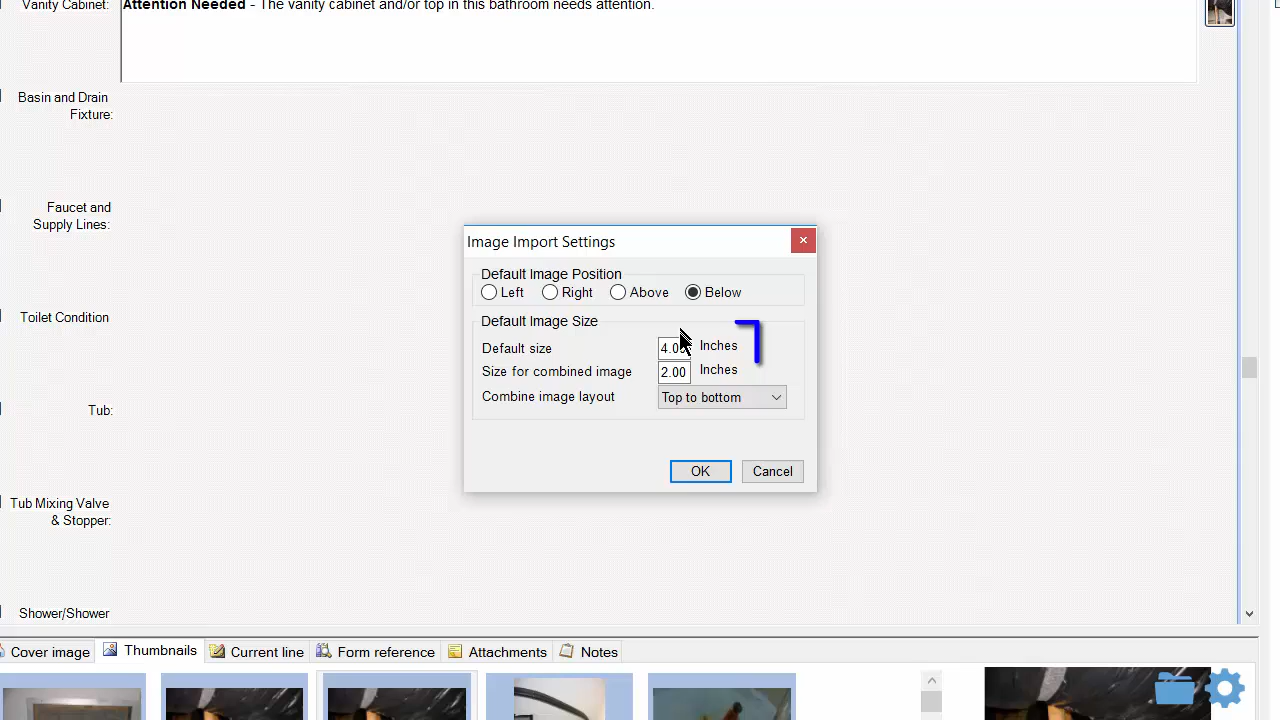 Vanity Cabinet:
Attention Needed - The vanity cabinet and/or top in this bathroom needs attention.
Basin and Drain
Fixture:
Faucet and
Supply Lines:
Toilet Condition
Tub:
Tub Mixing Valve
& Stopper:
Shower/Shower
Image Import Settings
Default Image Position
Left Right Above Below
Default Image Size
Default size Inches
Size for combined image 2.00 Inches
Combine image layout Top to bottom
OK Cancel
Cover image Thumbnails Current line Form reference Attachments Notes